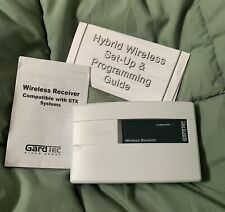 Hybrid Wireless
Set-Up &
Programming
Guide
Wireless Receiver
Compatible with GTX
Systems
GardTec
Wireless Receiver